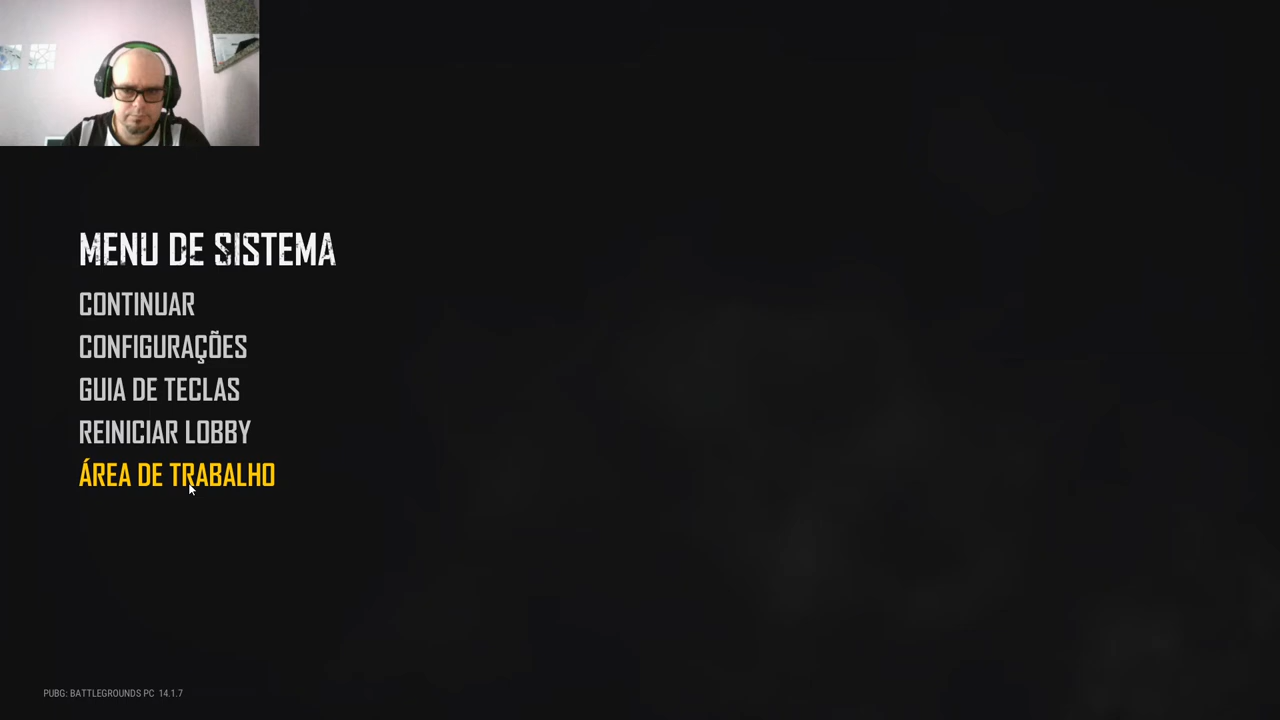 MENU DE SISTEMA
CONTINUAR
CONFIGURAÇÕES
GUIA DE TECLAS
REINICIAR LOBBY
ÁREA DE TRABALHO
PUBG: BATTLEGROUNDS PC 14.1.7